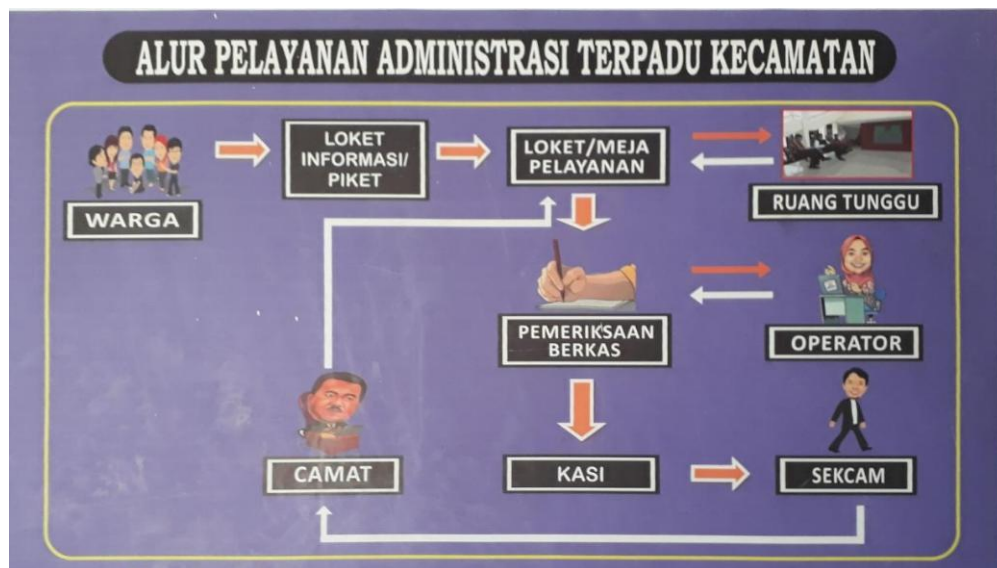 ALUR PELAYANAN ADMINISTRASI TERPADU KECAMATAN
WARGA
LOKET
INFORMASI/
PIKET
LOKET/MEJA
PELAYANAN
RUANG TUNGGU
PEMERIKSAAN
BERKAS
OPERATOR
CAMAT
KASI
SEKCAM